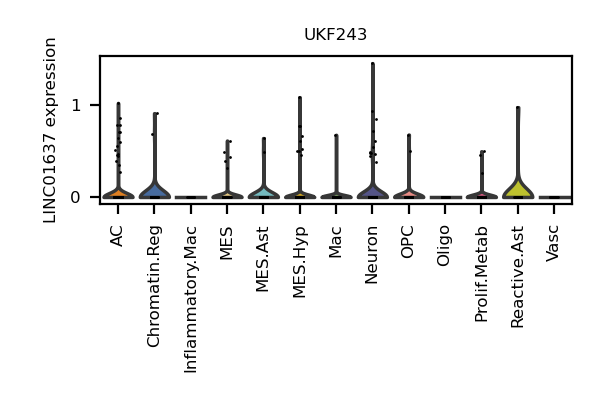 UKF243
LINC01637 expression
1
0
AC
Chromatin.Reg
Inflammatory.Mac
MES
MES.Ast
MES.Hyp
Mac
Neuron
OPC
Oligo
Prolif.Metab
Reactive.Ast
Vasc